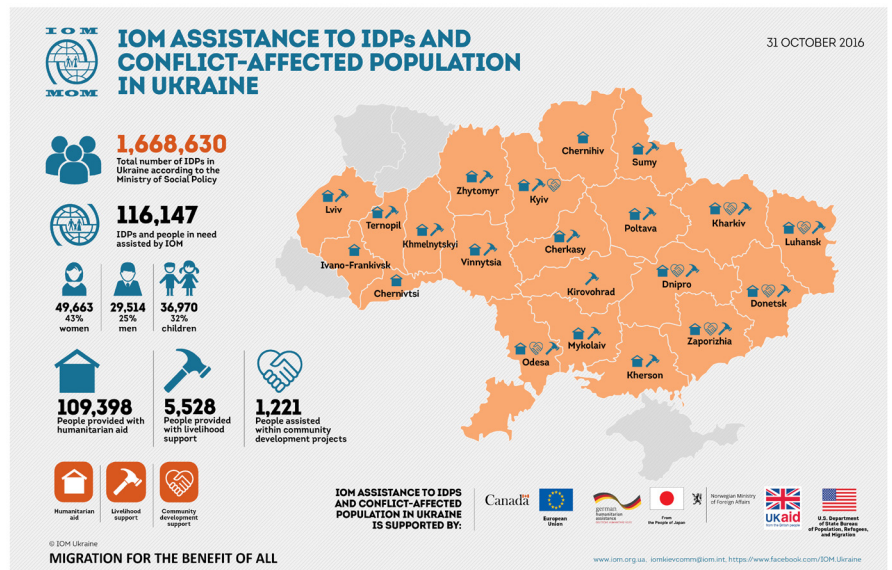 IOM
MOM
IOM ASSISTANCE TO IDPs AND
CONFLICT-AFFECTED POPULATION
IN UKRAINE
31 OCTOBER 2016
1,668,630
Total number of IDPs in
Ukraine according to the
Ministry of Social Policy
116,147
IDPs and people in need
assisted by IOM
49,663
43%
women
29,514
25%
men
36,970
32%
children
109,398
People provided with
humanitarian aid
5,528
People provided
with livelihood
support
1,221
People assisted
within community
development projects
Humanitarian
aid
Livelihood
support
Community
development
support
Chernihiv
Sumy
Zhytomyr
Kyiv
Lviv
Ternopil
Khmelnytskyi
Poltava
Kharkiv
Luhansk
Cherkasy
Vinnytsia
Ivano-Frankivsk
Chernivtsi
Kirovohrad
Dnipro
Donetsk
Zaporizhia
Mykolaiv
Odesa
Kherson
IOM ASSISTANCE TO IDPS
AND CONFLICT-AFFECTED
POPULATION IN UKRAINE
IS SUPPORTED BY:
Canada
European
Union
german
humanitarian
assistance
From
the People of Japan
Norwegian Ministry
of Foreign Affairs
UKaid
from the British people
U.S. Department
of State Bureau
of Population, Refugees,
and Migration
© IOM Ukraine
MIGRATION FOR THE BENEFIT OF ALL
www.iom.org.ua, iomkievcomm@iom.int, https://www.facebook.com/IOM.Ukraine